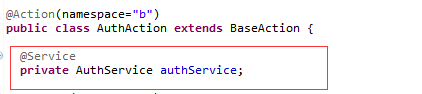 @Action(namespace="b")
public class AuthAction extends BaseAction {
@Service
private AuthService authService;